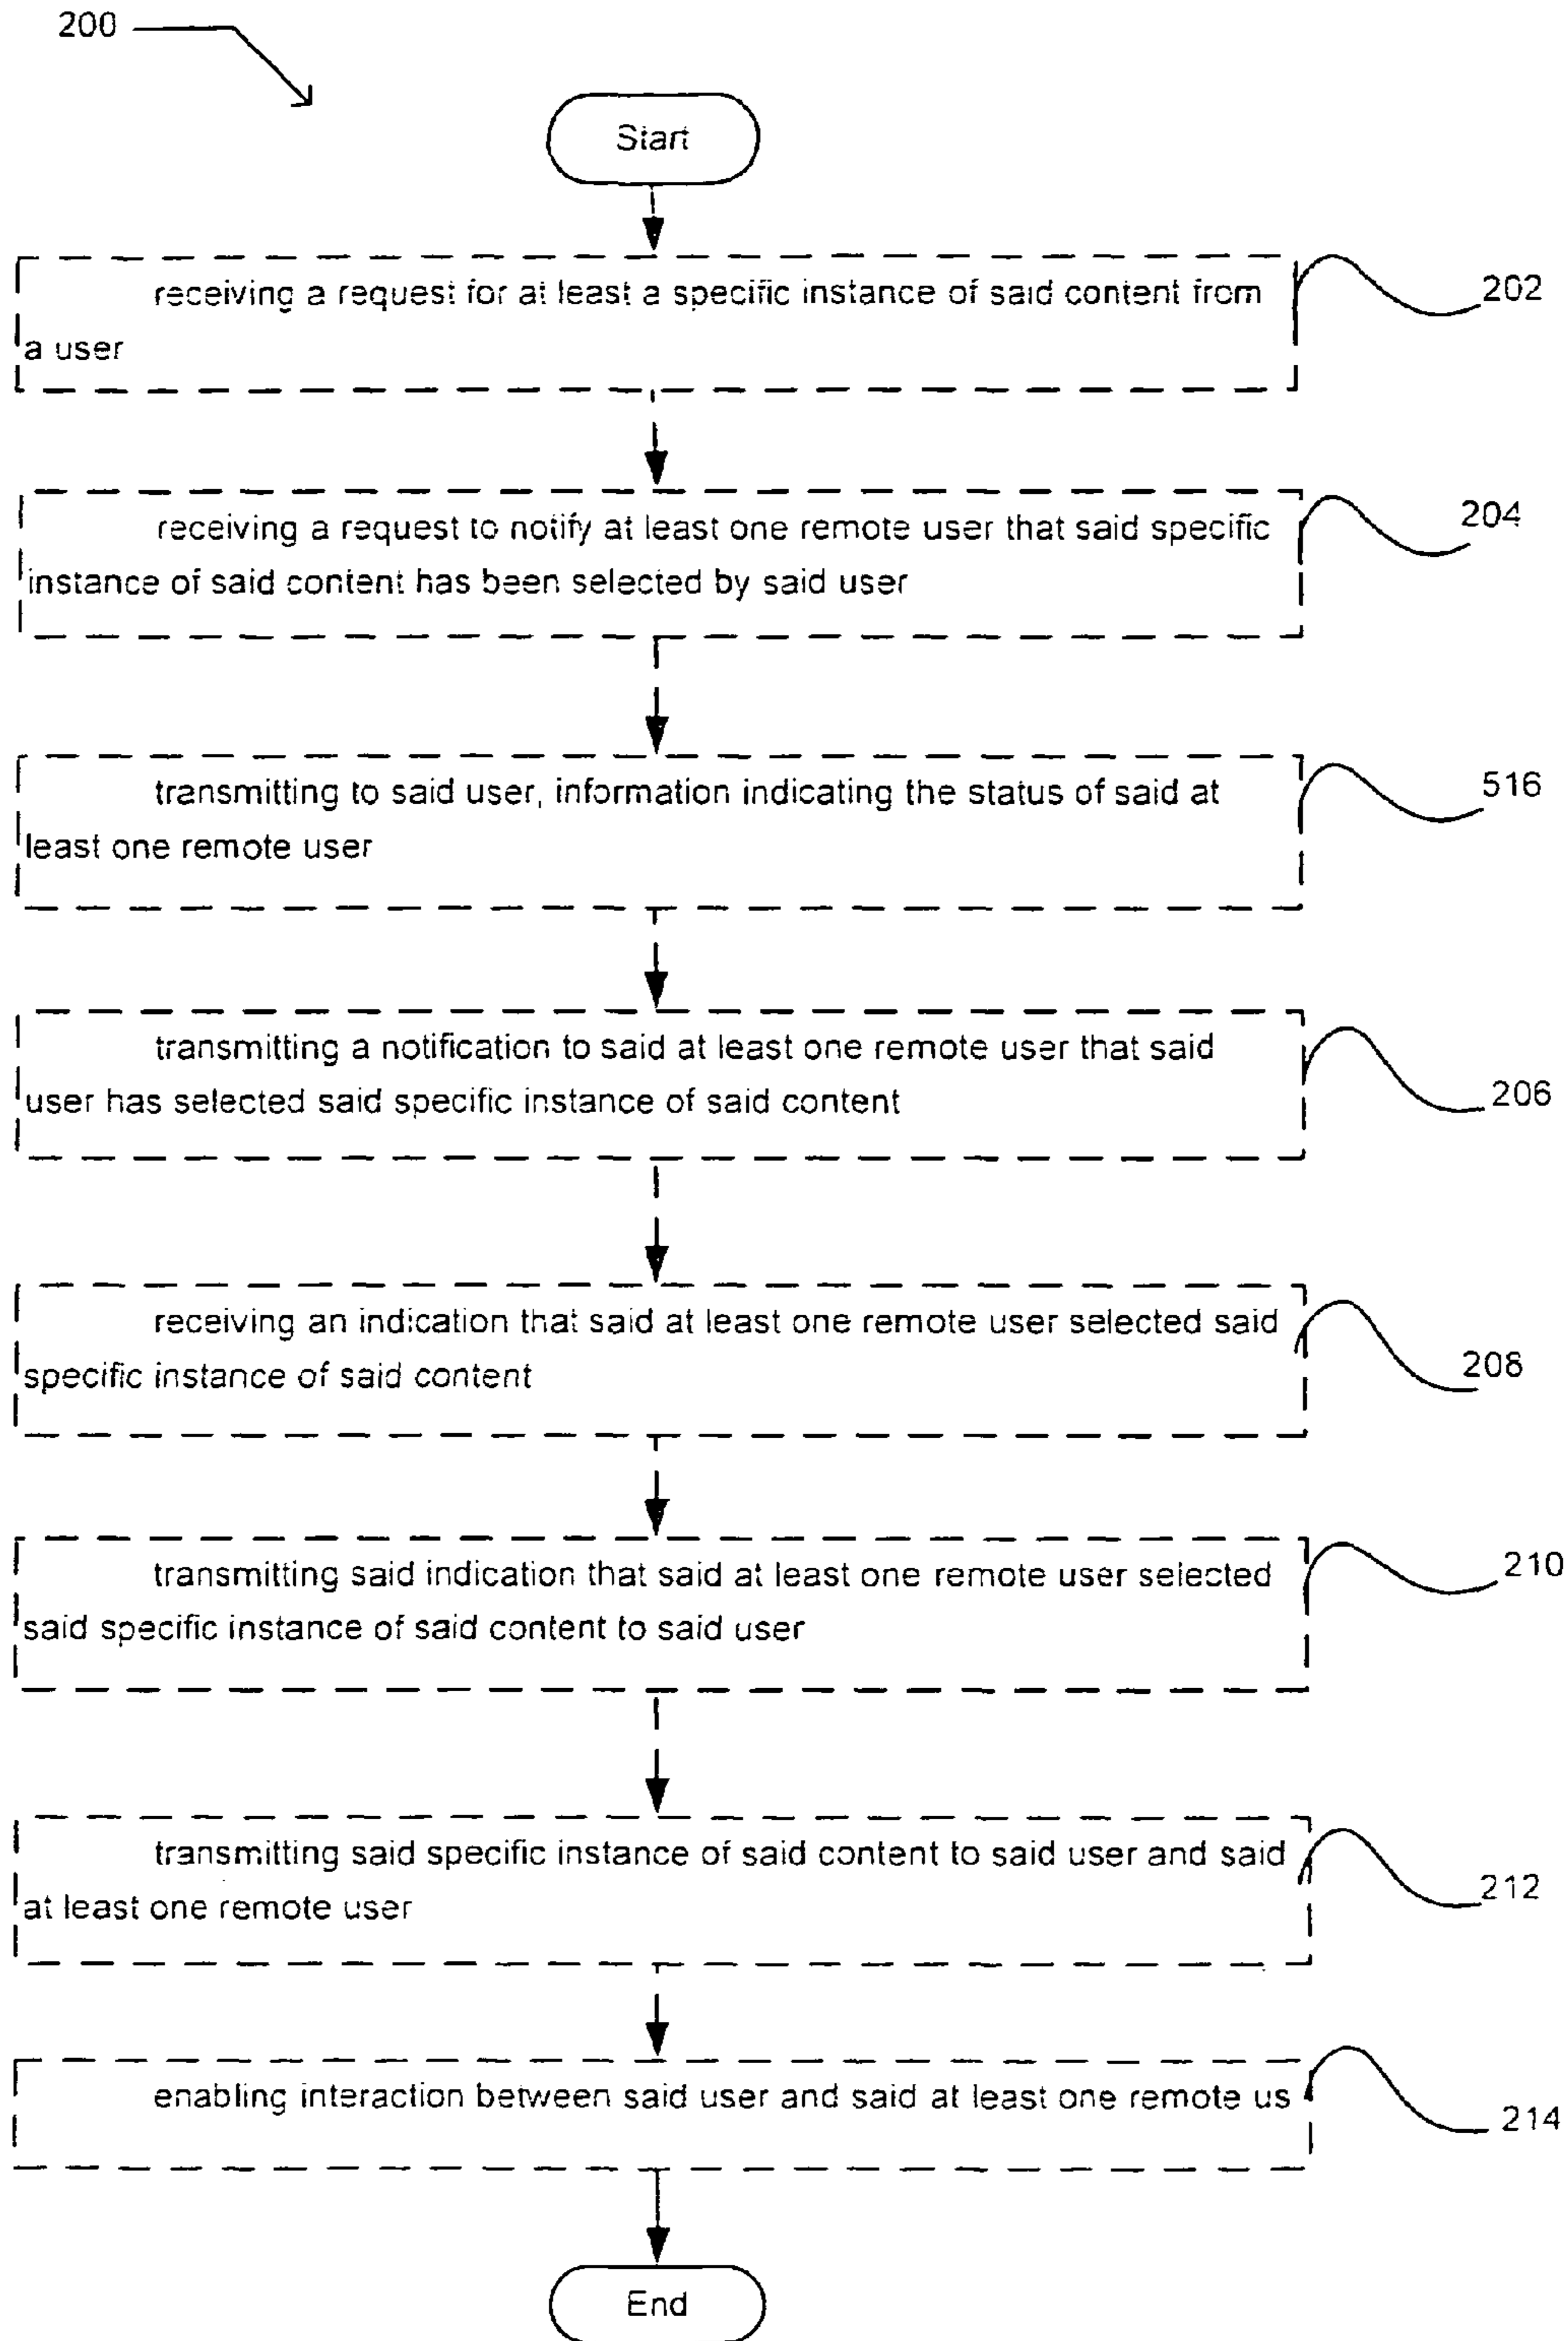 200
Start
receiving a request for at least a specific instance of said content from
202
a user
receiving a request to notify at least one remote user that said specific
204
instance of said content has been selected by said user
transmitting to said user, information indicating the status of said at
516
least one remote user
transmitting a notification to said at least one remote user that said
206
user has selected said specific instance of said content
receiving an indication that said at least one remote user selected said
208
specific instance of said content
transmitting said indication that said at least one remote user selected
210
said specific instance of said content to said user
transmitting said specific instance of said content to said user and said
212
at least one remote user
enabling interaction between said user and said at least one remote us
214
End